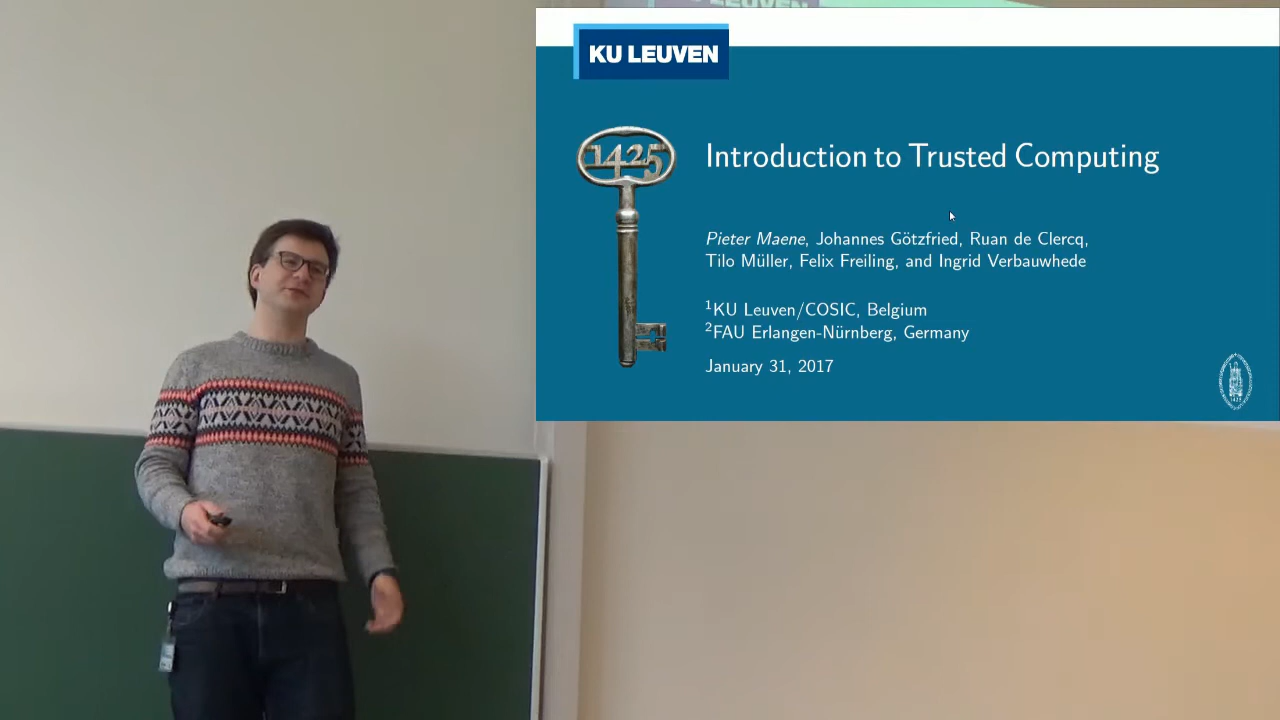 KU LEUVEN
1425
Introduction to Trusted Computing
Pieter Maene, Johannes Götzfried, Ruan de Clercq,
Tilo Müller, Felix Freiling, and Ingrid Verbauwhede
¹KU Leuven/COSIC, Belgium
²FAU Erlangen-Nürnberg, Germany
January 31, 2017
1425